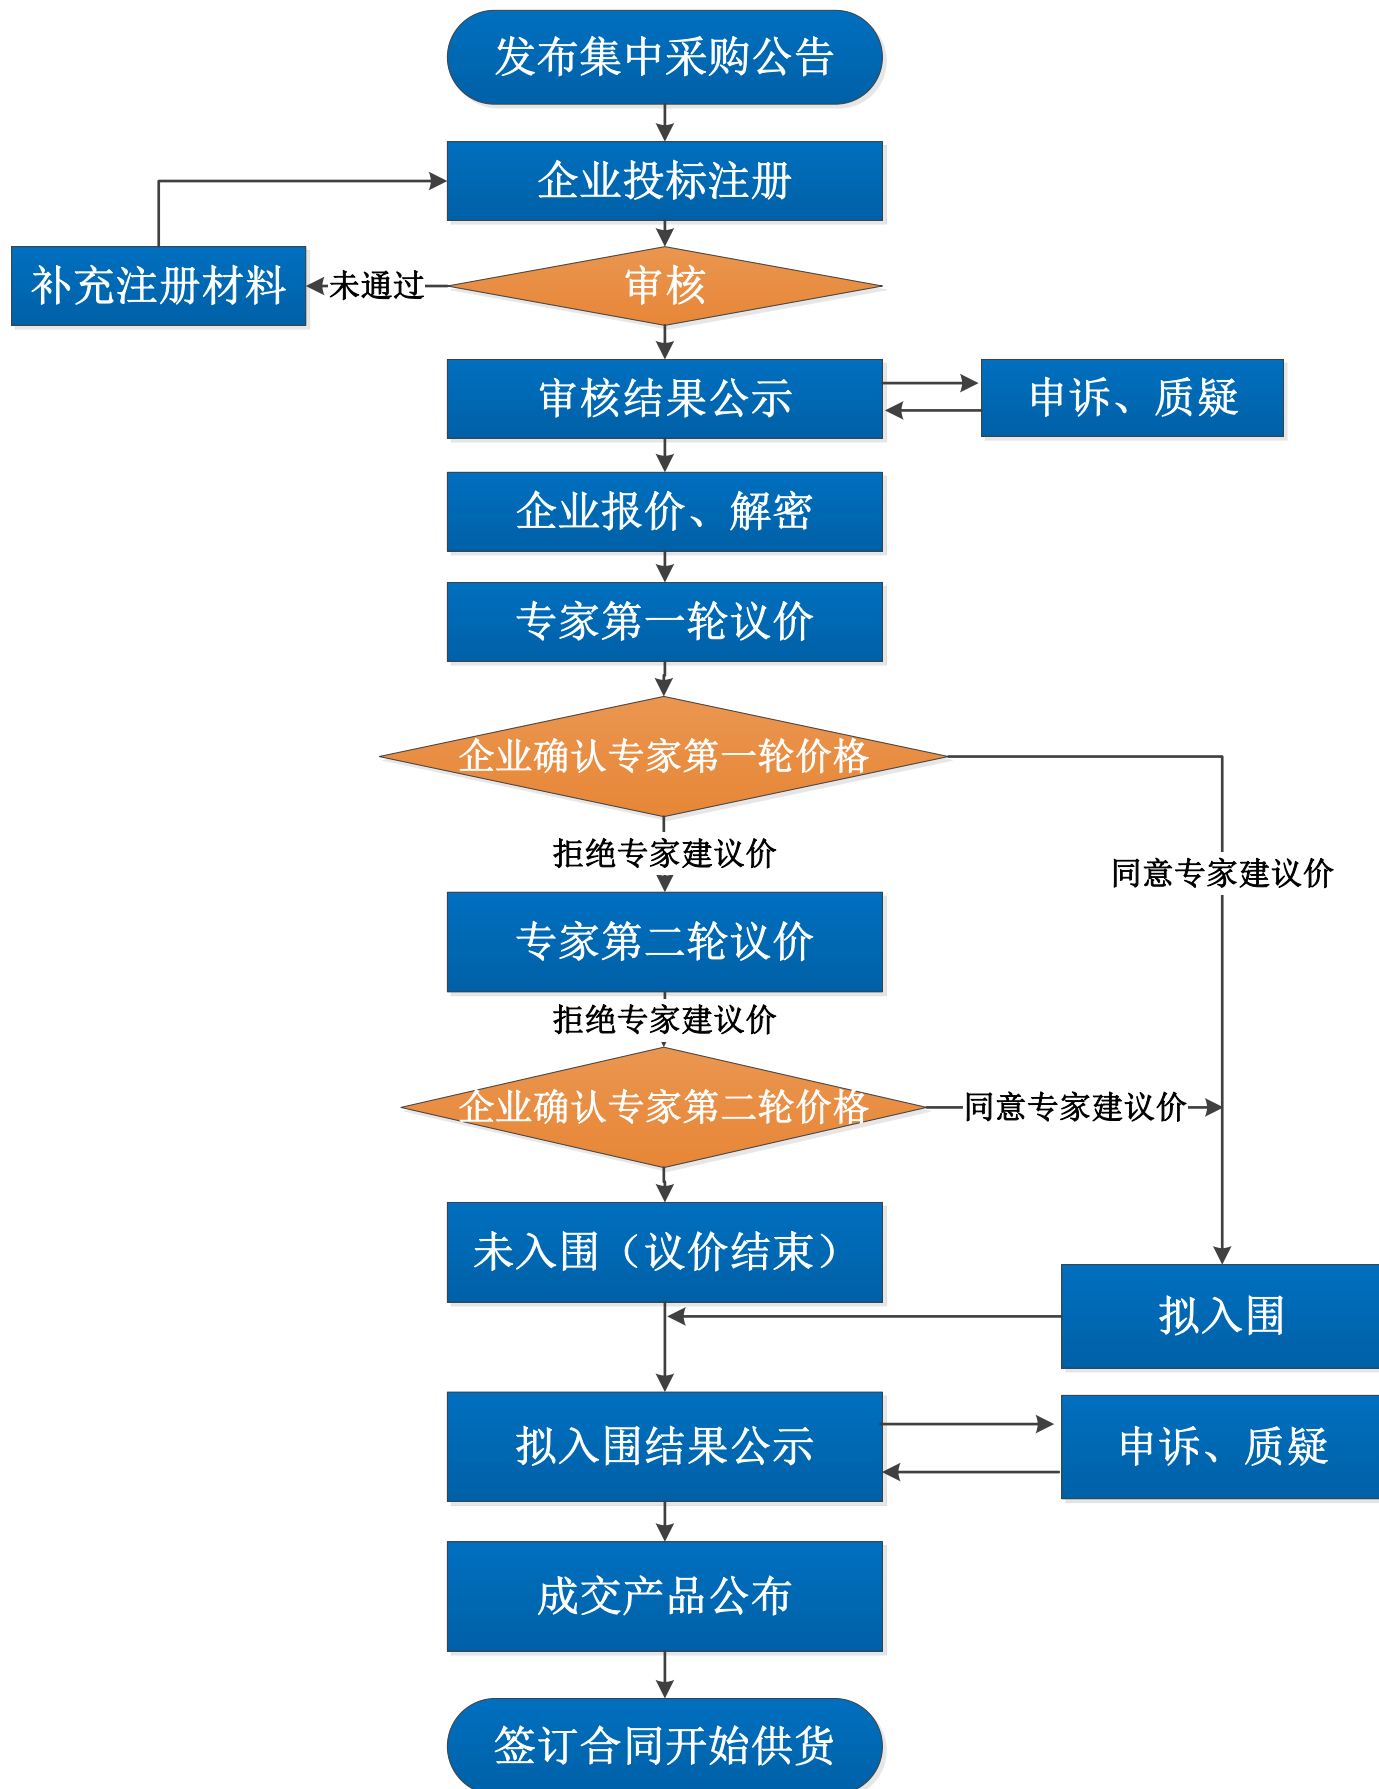 发布集中采购公告
企业投标注册
审核
未通过
补充注册材料
审核结果公示
申诉、质疑
企业报价、解密
专家第一轮议价
企业确认专家第一轮价格
拒绝专家建议价
同意专家建议价
专家第二轮议价
拒绝专家建议价
企业确认专家第二轮价格
同意专家建议价
未入围（议价结束）
拟入围
拟入围结果公示
申诉、质疑
成交产品公布
签订合同开始供货